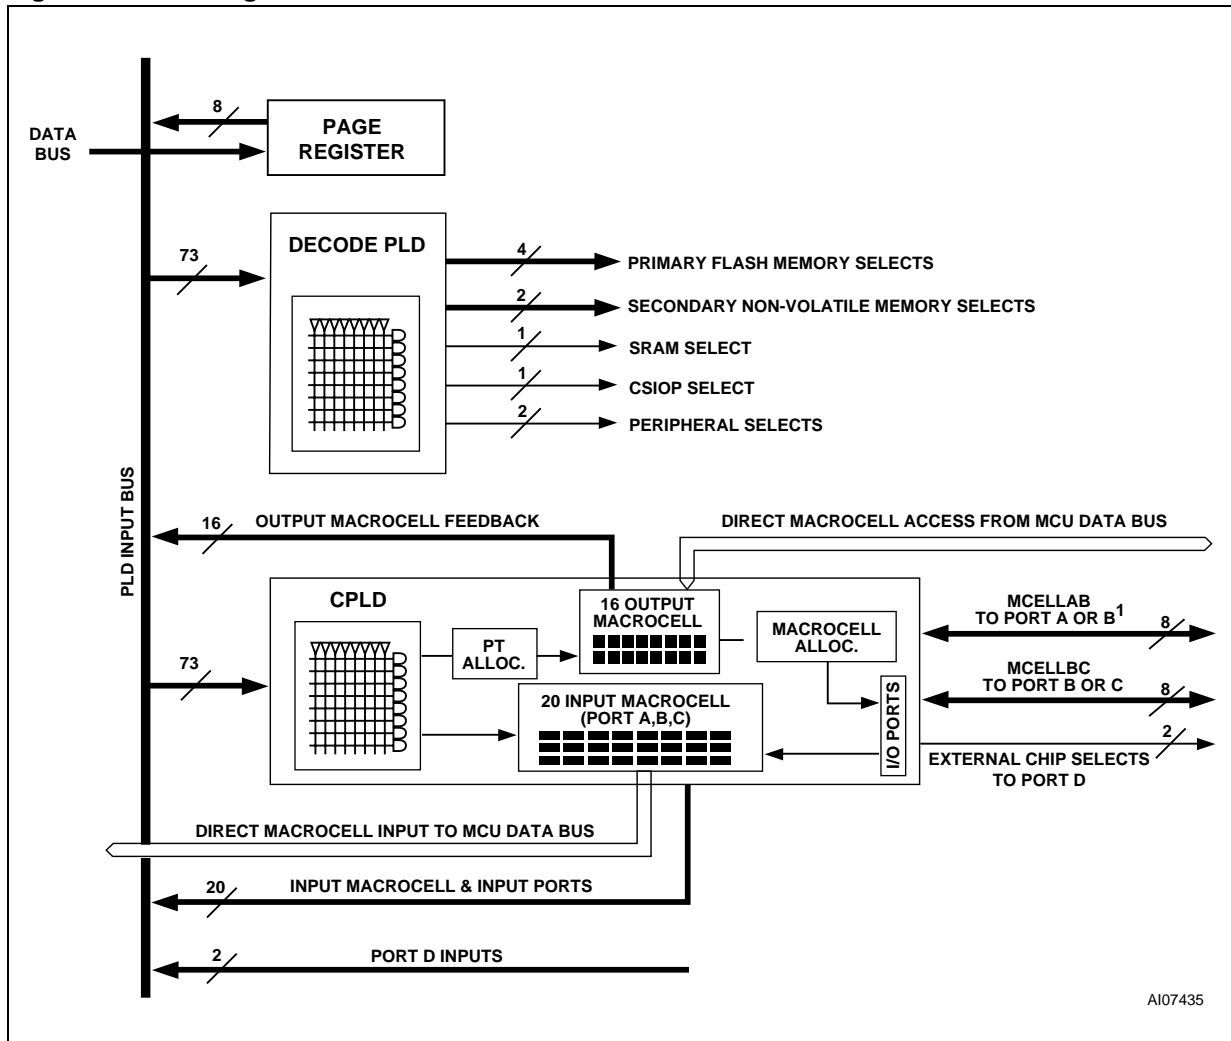 8
PAGE
REGISTER
DATA
BUS
DECODE PLD
73
4
PRIMARY FLASH MEMORY SELECTS
2
SECONDARY NON-VOLATILE MEMORY SELECTS
1
SRAM SELECT
1
CSIOP SELECT
2
PERIPHERAL SELECTS
PLD INPUT BUS
16
OUTPUT MACROCELL FEEDBACK
DIRECT MACROCELL ACCESS FROM MCU DATA BUS
CPLD
73
PT
ALLOC.
16 OUTPUT
MACROCELL
MACROCELL
ALLOC.
20 INPUT MACROCELL
(PORT A,B,C)
I/O PORTS
MCELLAB
TO PORT A OR B1
8
MCELLBC
TO PORT B OR C
8
2
EXTERNAL CHIP SELECTS
TO PORT D
DIRECT MACROCELL INPUT TO MCU DATA BUS
20
INPUT MACROCELL & INPUT PORTS
2
PORT D INPUTS
AI07435